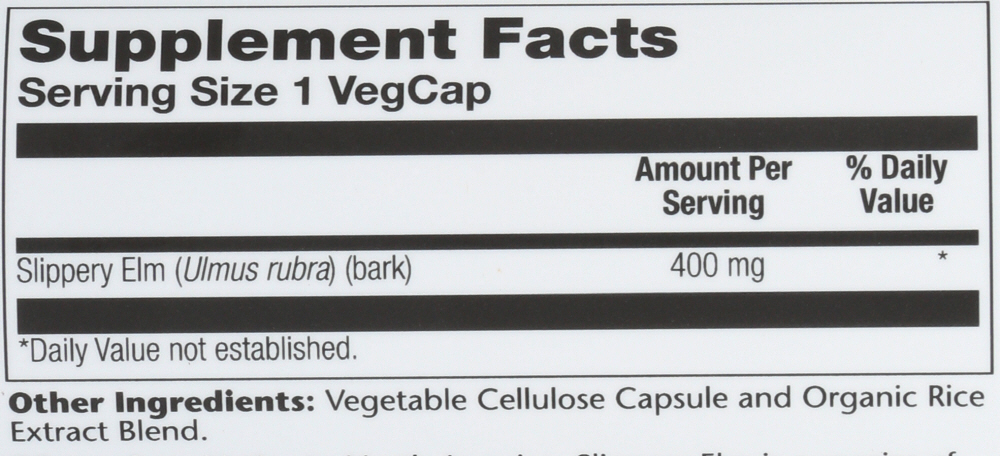 Supplement Facts
Serving Size 1 VegCap
Amount Per % Daily
Serving Value
Slippery Elm (Ulmus rubra) (bark) 400 mg *
*Daily Value not established.
Other Ingredients: Vegetable Cellulose Capsule and Organic Rice
Extract Blend.